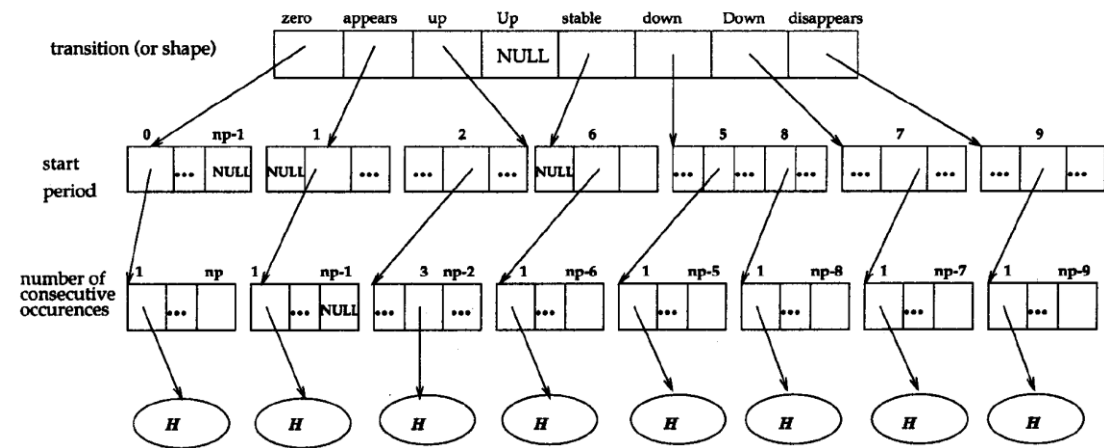 zero appears up Up stable down Down disappears
transition (or shape)
NULL
0 np-1 1 2 6 5 8 7 9
start
period
... NULL NULL ... ... ... NULL ... ... ... ... ... ... ...
number of
consecutive
occurences
1 np 1 np-1 3 np-2 1 np-6 1 np-5 1 np-8 1 np-7 1 np-9
... ... NULL ... ... ... ... ... ... ...
H H H H H H H H